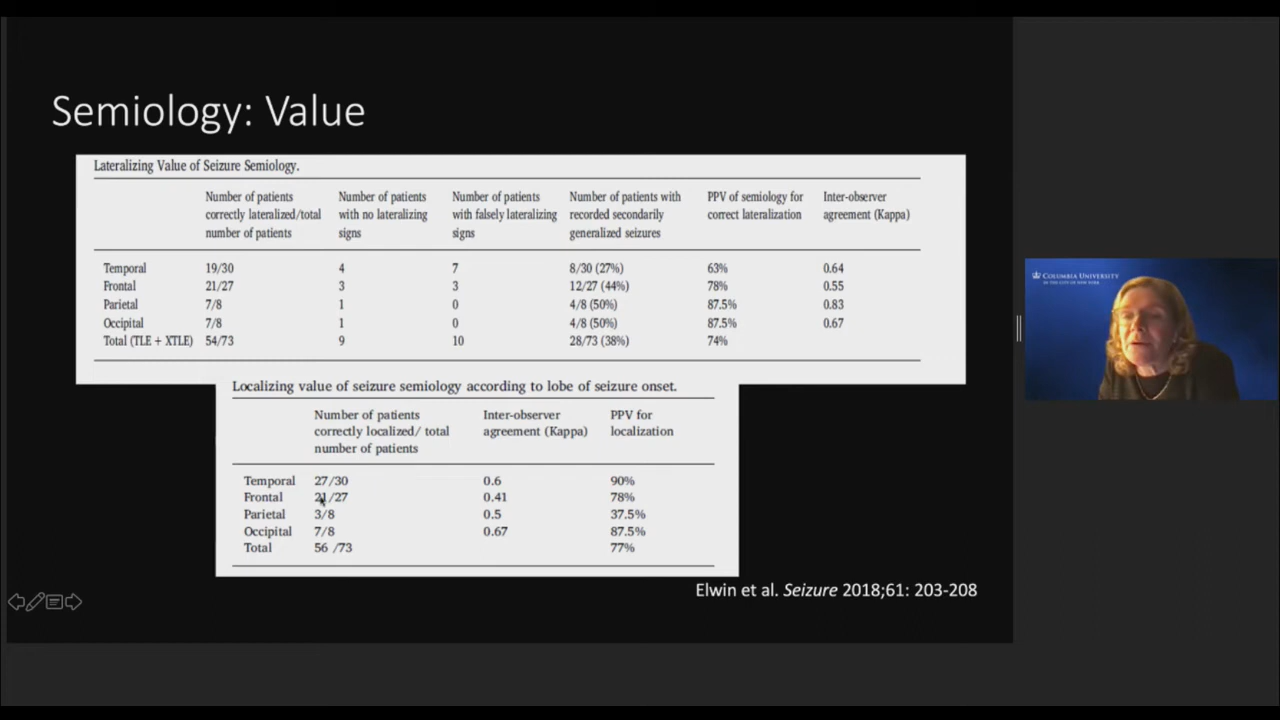 Semiology: Value
Lateralizing Value of Seizure Semiology.
Number of patients correctly lateralized/total number of patients
Number of patients with no lateralizing signs
Number of patients with falsely lateralizing signs
Number of patients with recorded secondarily generalized seizures
PPV of semiology for correct lateralization
Inter-observer agreement (Kappa)
Temporal 19/30 4 7 8/30 (27%) 63% 0.64
Frontal 21/27 3 3 12/27 (44%) 78% 0.55
Parietal 7/8 1 0 4/8 (50%) 87.5% 0.83
Occipital 7/8 1 0 4/8 (50%) 87.5% 0.67
Total (TLE + XTLE) 54/73 9 10 28/73 (38%) 74%
Localizing value of seizure semiology according to lobe of seizure onset.
Number of patients correctly localized/ total number of patients
Inter-observer agreement (Kappa)
PPV for localization
Temporal 27/30 0.6 90%
Frontal 21/27 0.41 78%
Parietal 3/8 0.5 37.5%
Occipital 7/8 0.67 87.5%
Total 56 /73 77%
Elwin et al. Seizure 2018;61: 203-208
COLUMBIA UNIVERSITY
IN THE CITY OF NEW YORK